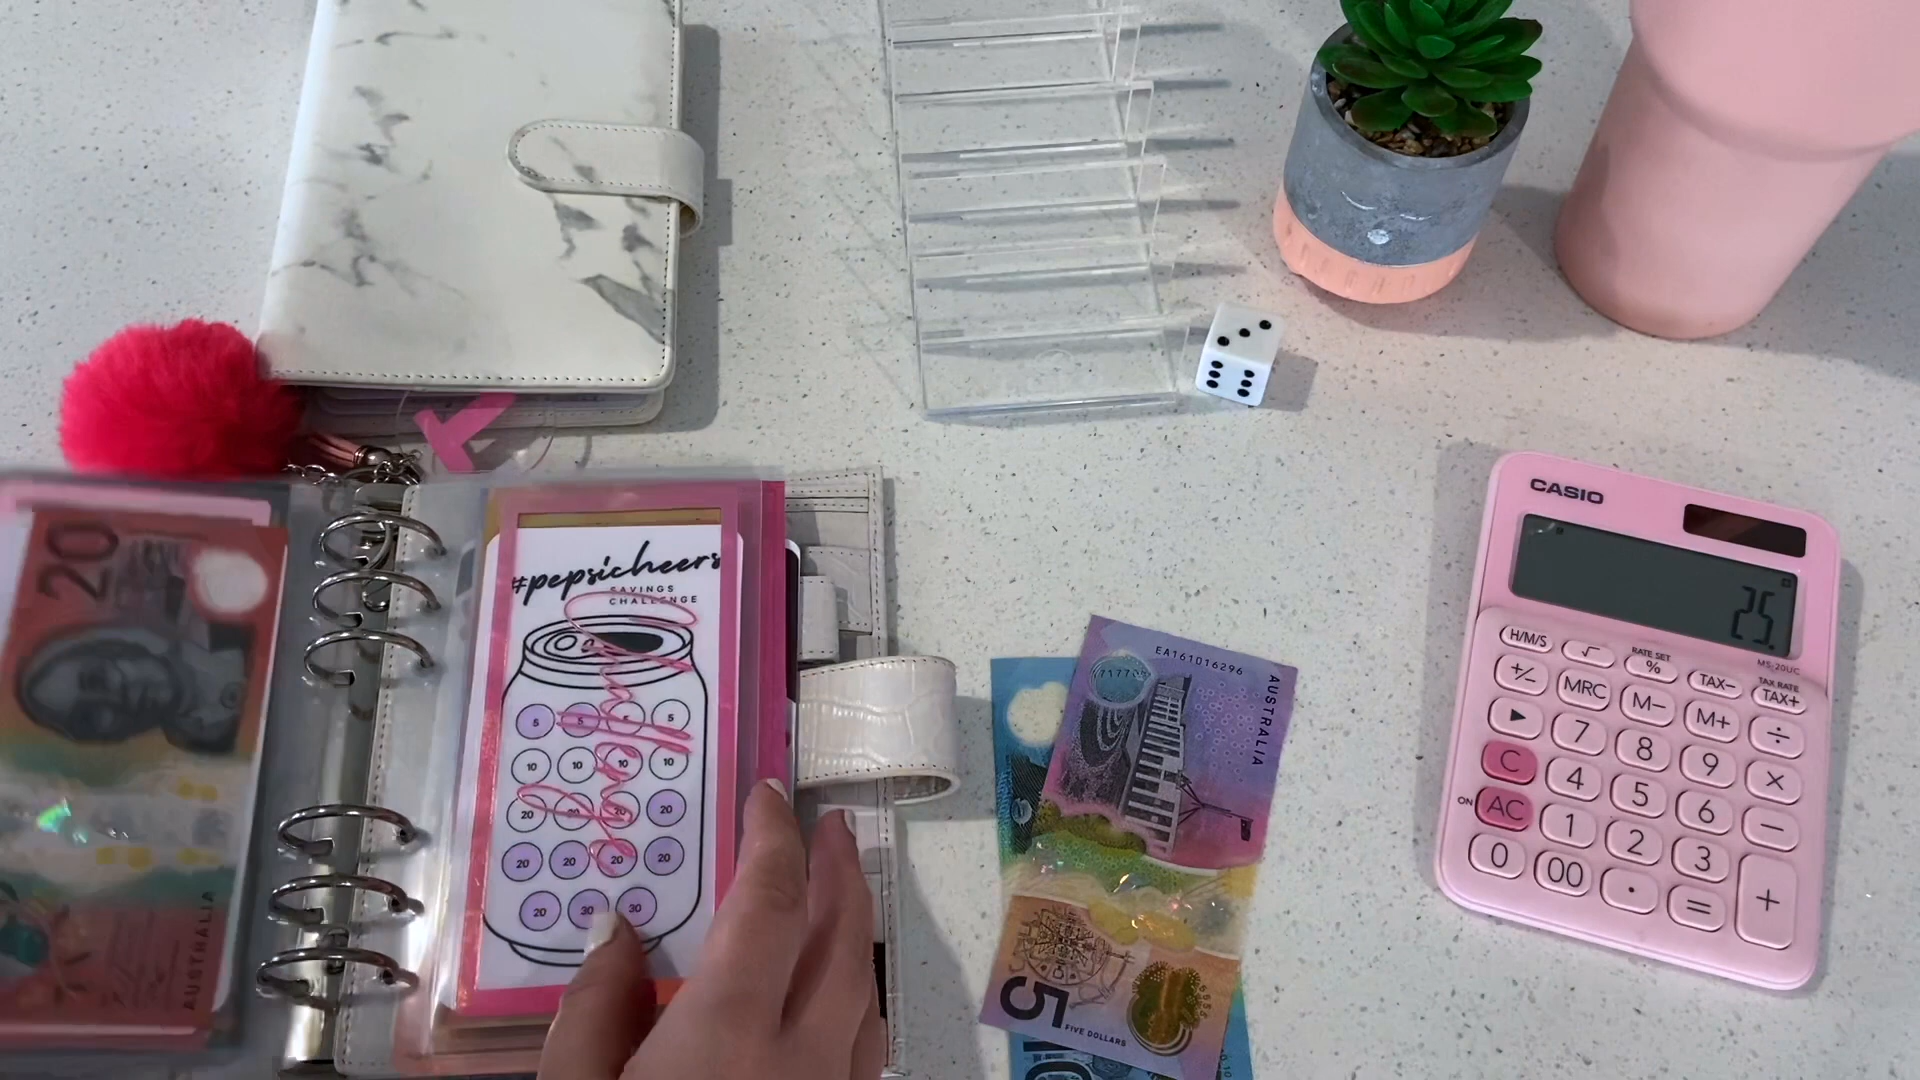 20
AUSTRALIA
#pepsicheers
SAVINGS
CHALLENGE
5 5 5 5
10 10 10 10
20 20 20 20
20 20 20 20
20 30 30
EA161016296
AUSTRALIA
5
FIVE DOLLARS
10
CASIO
25.
MS-20UC
H/M/S √ RATE SET % TAX− TAX RATE TAX+
+/− MRC M− M+ ÷
▶ 7 8 9 ×
C 4 5 6 −
ON AC 1 2 3 +
0 00 · =